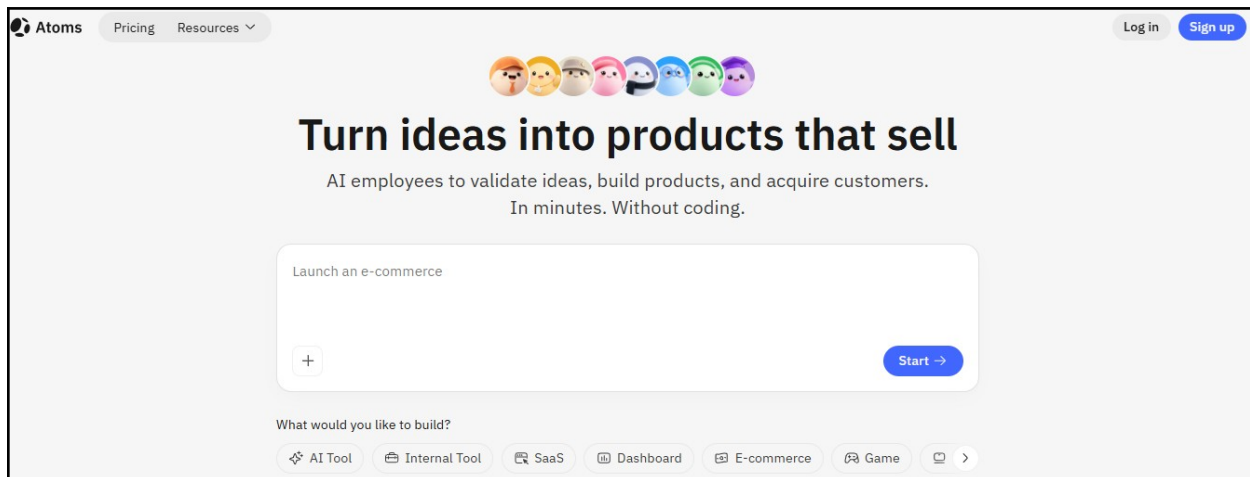 Atoms
Pricing
Resources
Log in
Sign up
Turn ideas into products that sell
AI employees to validate ideas, build products, and acquire customers.
In minutes. Without coding.
Launch an e-commerce
+
Start →
What would you like to build?
AI Tool
Internal Tool
SaaS
Dashboard
E-commerce
Game